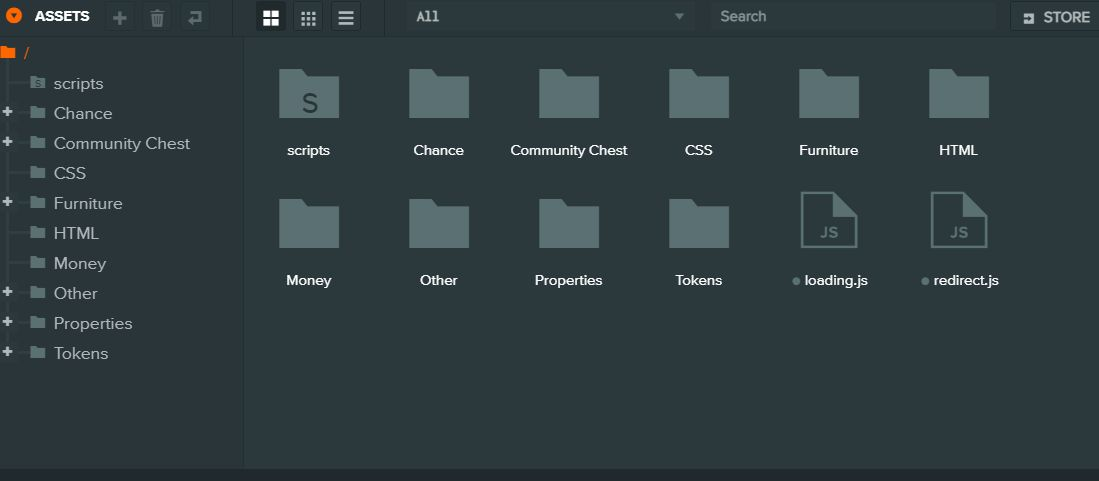 ASSETS
All
Search
STORE
/
scripts
Chance
Community Chest
CSS
Furniture
HTML
Money
Other
Properties
Tokens
S
scripts Chance Community Chest CSS Furniture HTML
JS JS
Money Other Properties Tokens loading.js redirect.js